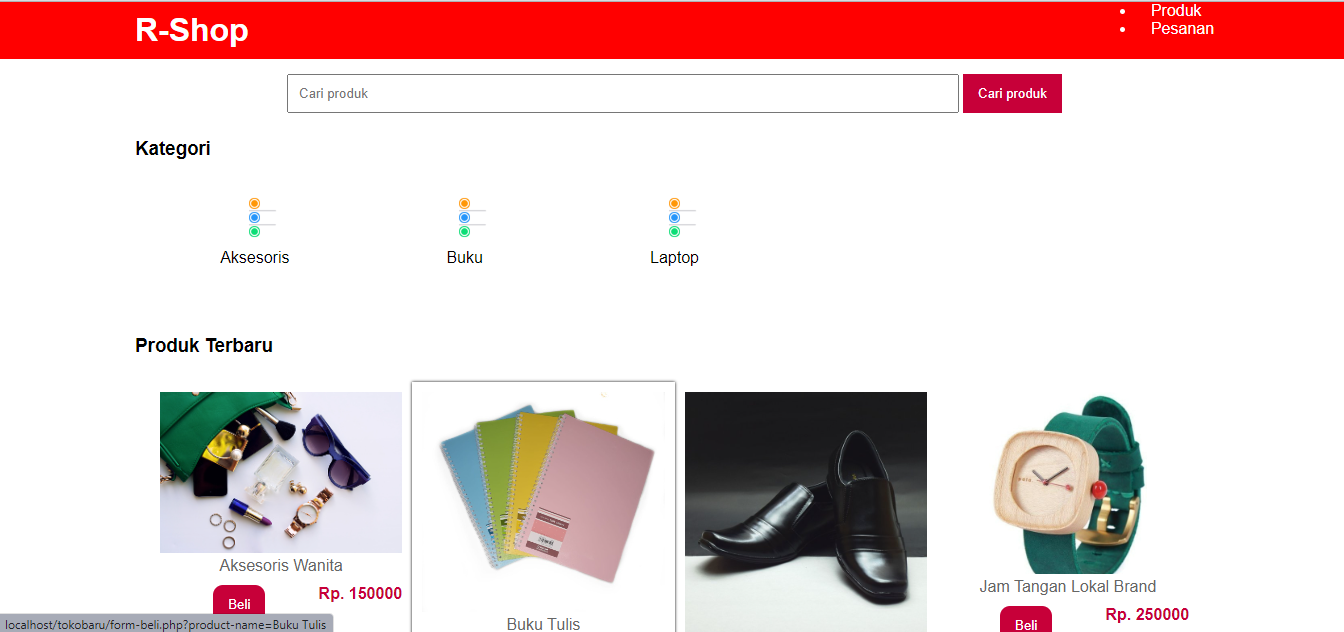 R-Shop
Produk
Pesanan
Cari produk
Cari produk
Kategori
Aksesoris
Buku
Laptop
Produk Terbaru
Aksesoris Wanita
Beli
Rp. 150000
Buku Tulis
Jam Tangan Lokal Brand
Beli
Rp. 250000
localhost/tokobaru/form-beli.php?product-name=Buku Tulis